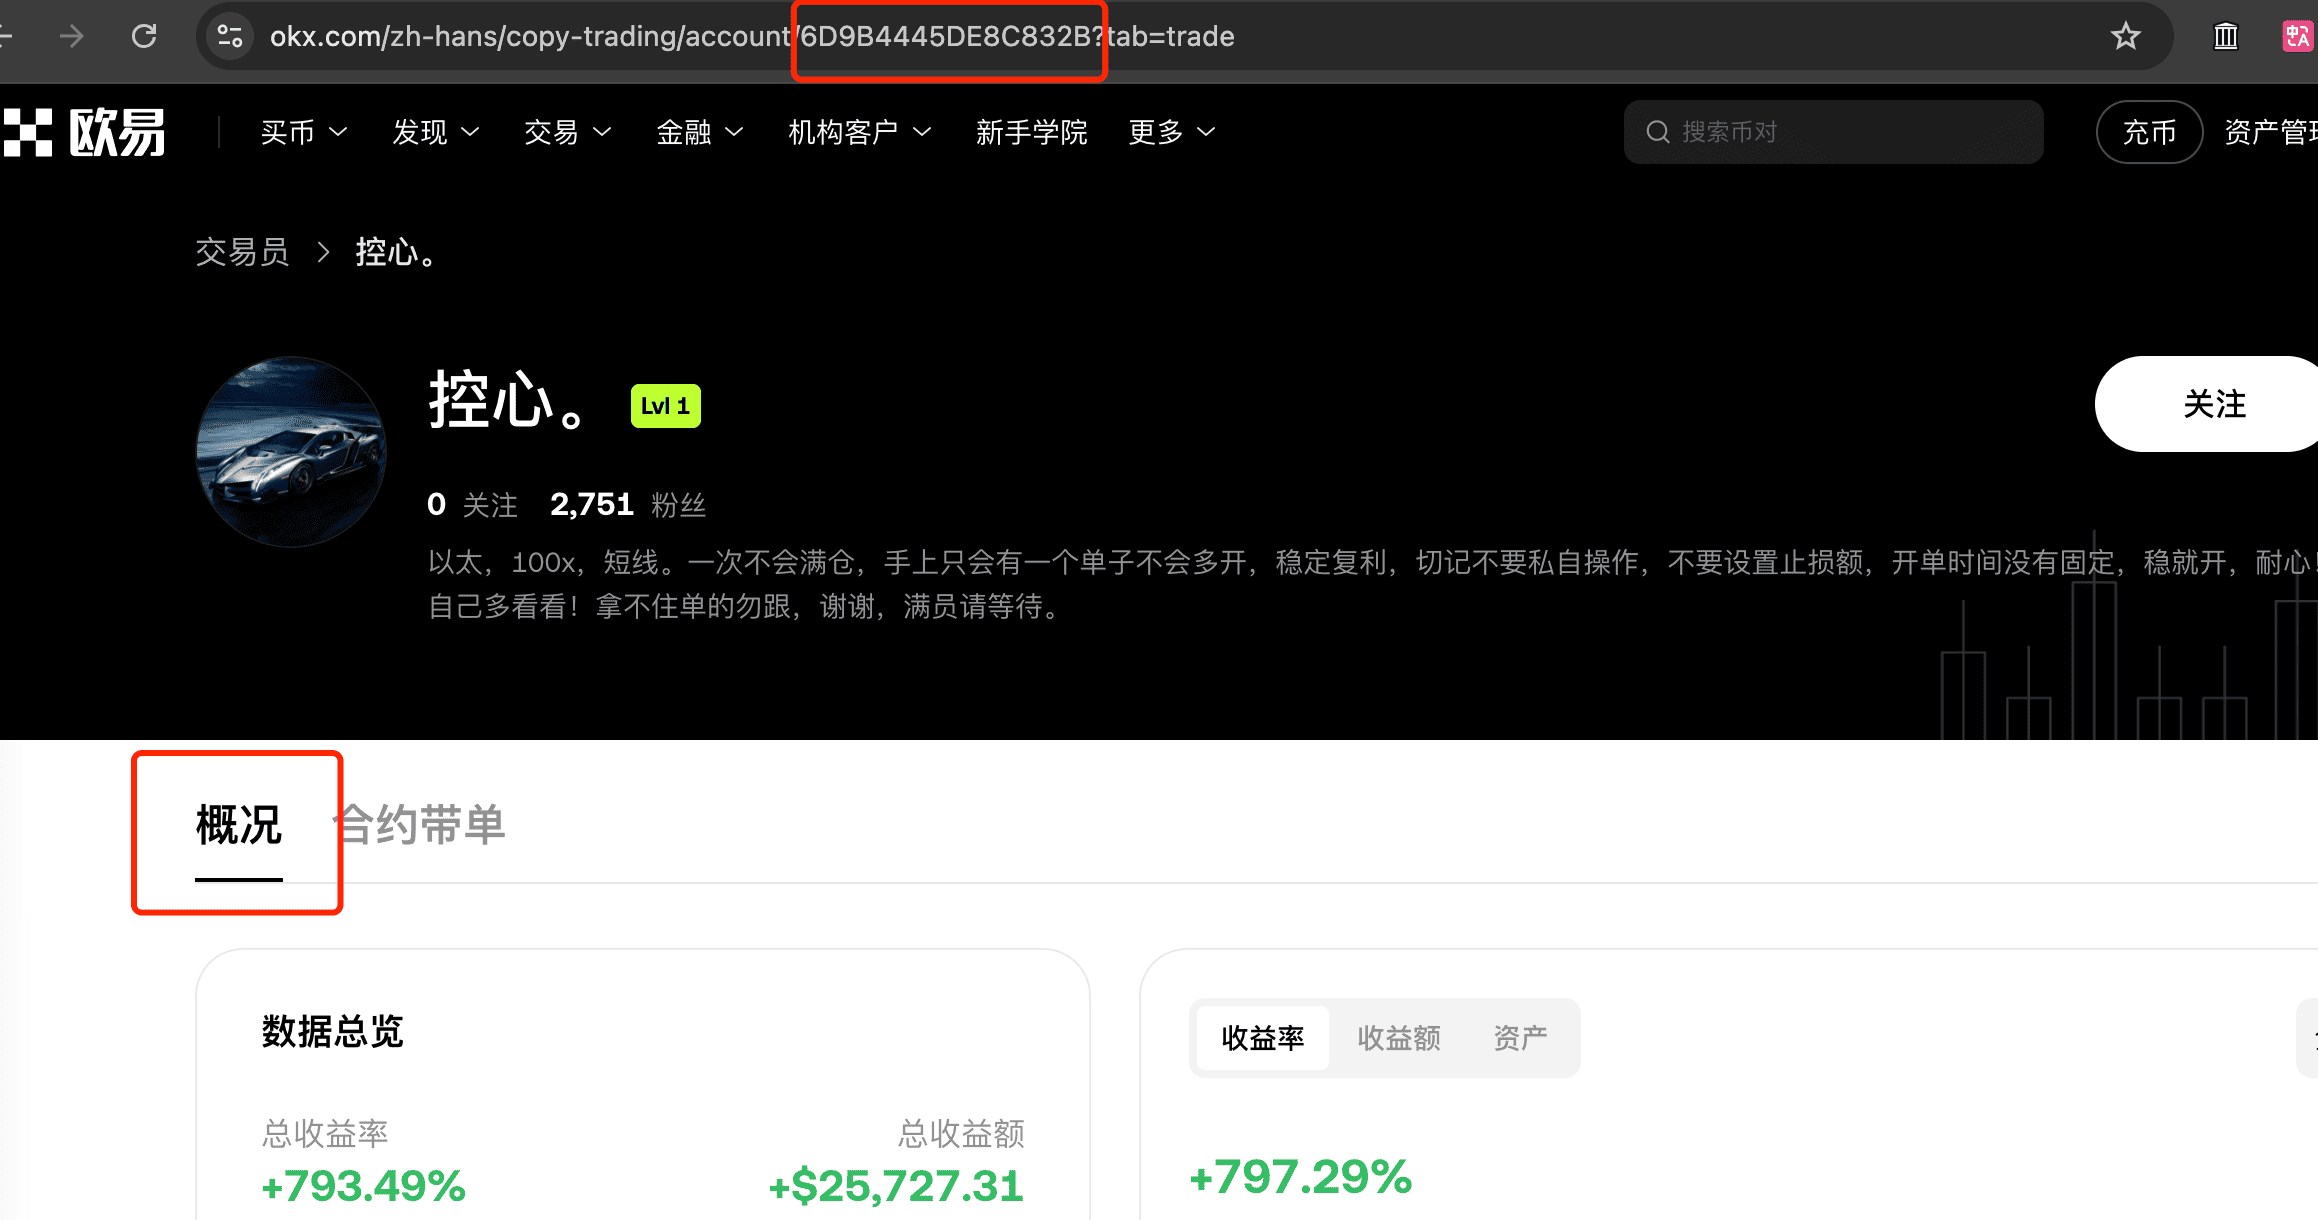 okx.com/zh-hans/copy-trading/account/6D9B4445DE8C832B?tab=trade
欧易 买币 发现 交易 金融 机构客户 新手学院 更多 搜索币对 充币 资产管
交易员 > 控心。
控心。 Lvl 1
关注
0 关注 2,751 粉丝
以太，100x，短线。一次不会满仓，手上只会有一个单子不会多开，稳定复利，切记不要私自操作，不要设置止损额，开单时间没有固定，稳就开，耐心!
自己多看看！拿不住单的勿跟，谢谢，满员请等待。
概况 合约带单
数据总览
收益率 收益额 资产
总收益率 总收益额
+793.49% +$25,727.31
+797.29%